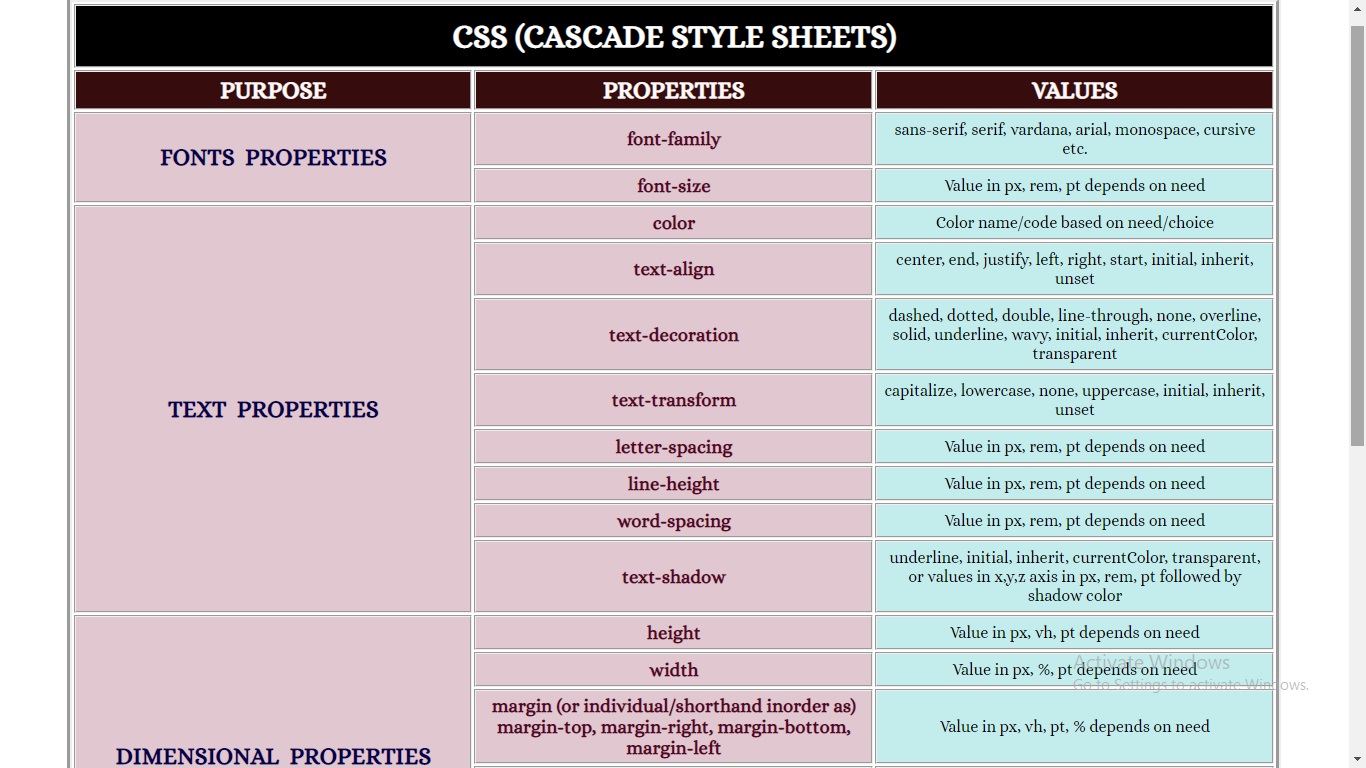 CSS (CASCADE STYLE SHEETS)
PURPOSE
PROPERTIES
VALUES
FONTS PROPERTIES
font-family
sans-serif, serif, vardana, arial, monospace, cursive
etc.
font-size
Value in px, rem, pt depends on need
TEXT PROPERTIES
color
Color name/code based on need/choice
text-align
center, end, justify, left, right, start, initial, inherit,
unset
text-decoration
dashed, dotted, double, line-through, none, overline,
solid, underline, wavy, initial, inherit, currentColor,
transparent
text-transform
capitalize, lowercase, none, uppercase, initial, inherit,
unset
letter-spacing
Value in px, rem, pt depends on need
line-height
Value in px, rem, pt depends on need
word-spacing
Value in px, rem, pt depends on need
text-shadow
underline, initial, inherit, currentColor, transparent,
or values in x,y,z axis in px, rem, pt followed by
shadow color
DIMENSIONAL PROPERTIES
height
Value in px, vh, pt depends on need
width
Value in px, %, pt depends on need
margin (or individual/shorthand inorder as)
margin-top, margin-right, margin-bottom,
margin-left
Value in px, vh, pt, % depends on need
Activate Windows
Go to Settings to activate Windows.